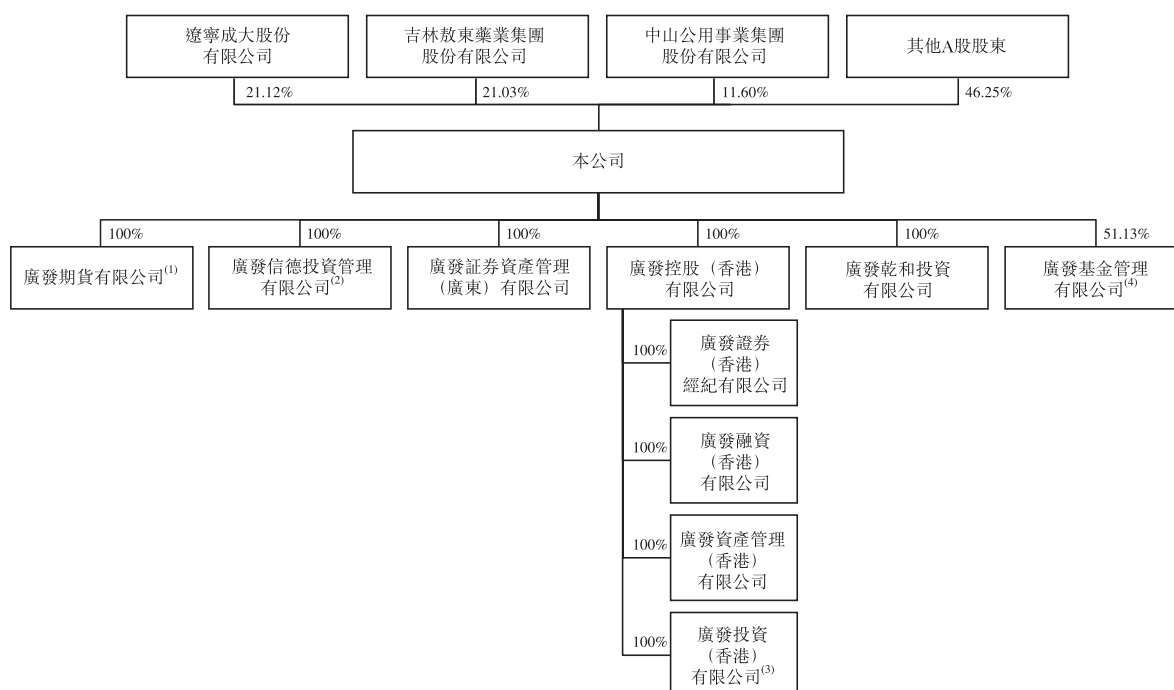 遼寧成大股份
有限公司
吉林敖東藥業集團
股份有限公司
中山公用事業集團
股份有限公司
其他A股股東
21.12%
21.03%
11.60%
46.25%
本公司
100%
100%
100%
100%
100%
51.13%
廣發期貨有限公司(1)
廣發信德投資管理
有限公司(2)
廣發証券資產管理
（廣東）有限公司
廣發控股（香港）
有限公司
廣發乾和投資
有限公司
廣發基金管理
有限公司(4)
100%
廣發證券
（香港）
經紀有限公司
100%
廣發融資
（香港）
有限公司
100%
廣發資產管理
（香港）
有限公司
100%
廣發投資
（香港）
有限公司(3)